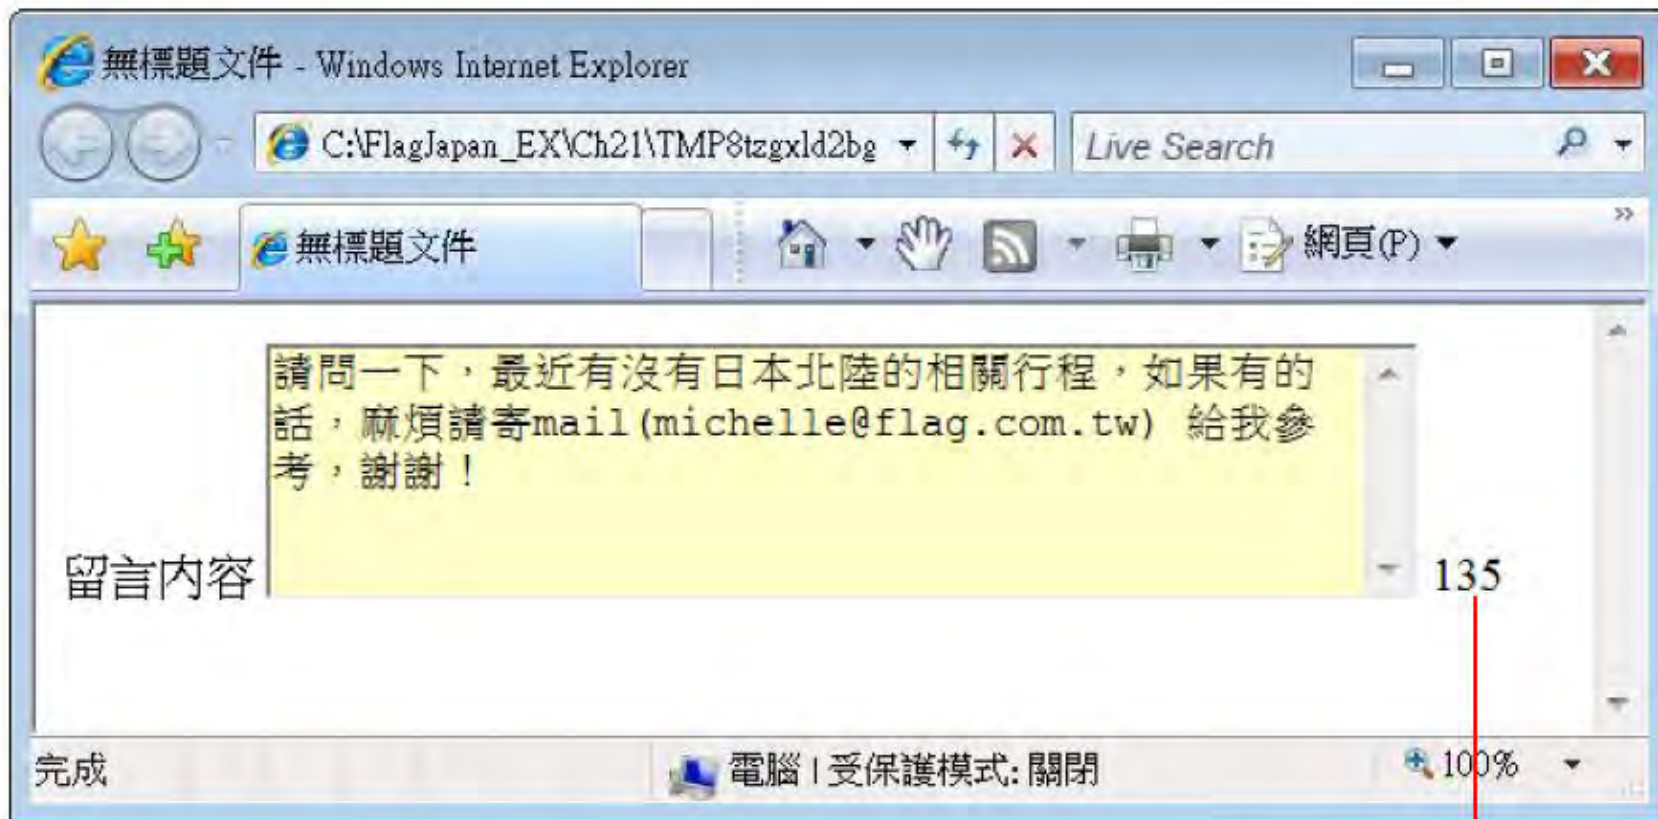 無標題文件 - Windows Internet Explorer
C:\FlagJapan_EX\Ch21\TMP8tzgxld2bg
Live Search
無標題文件
網頁(P)
請問一下，最近有沒有日本北陸的相關行程，如果有的
話，麻煩請寄mail(michelle@flag.com.tw) 給我參
考，謝謝！
留言內容
135
完成
電腦 | 受保護模式: 關閉
100%